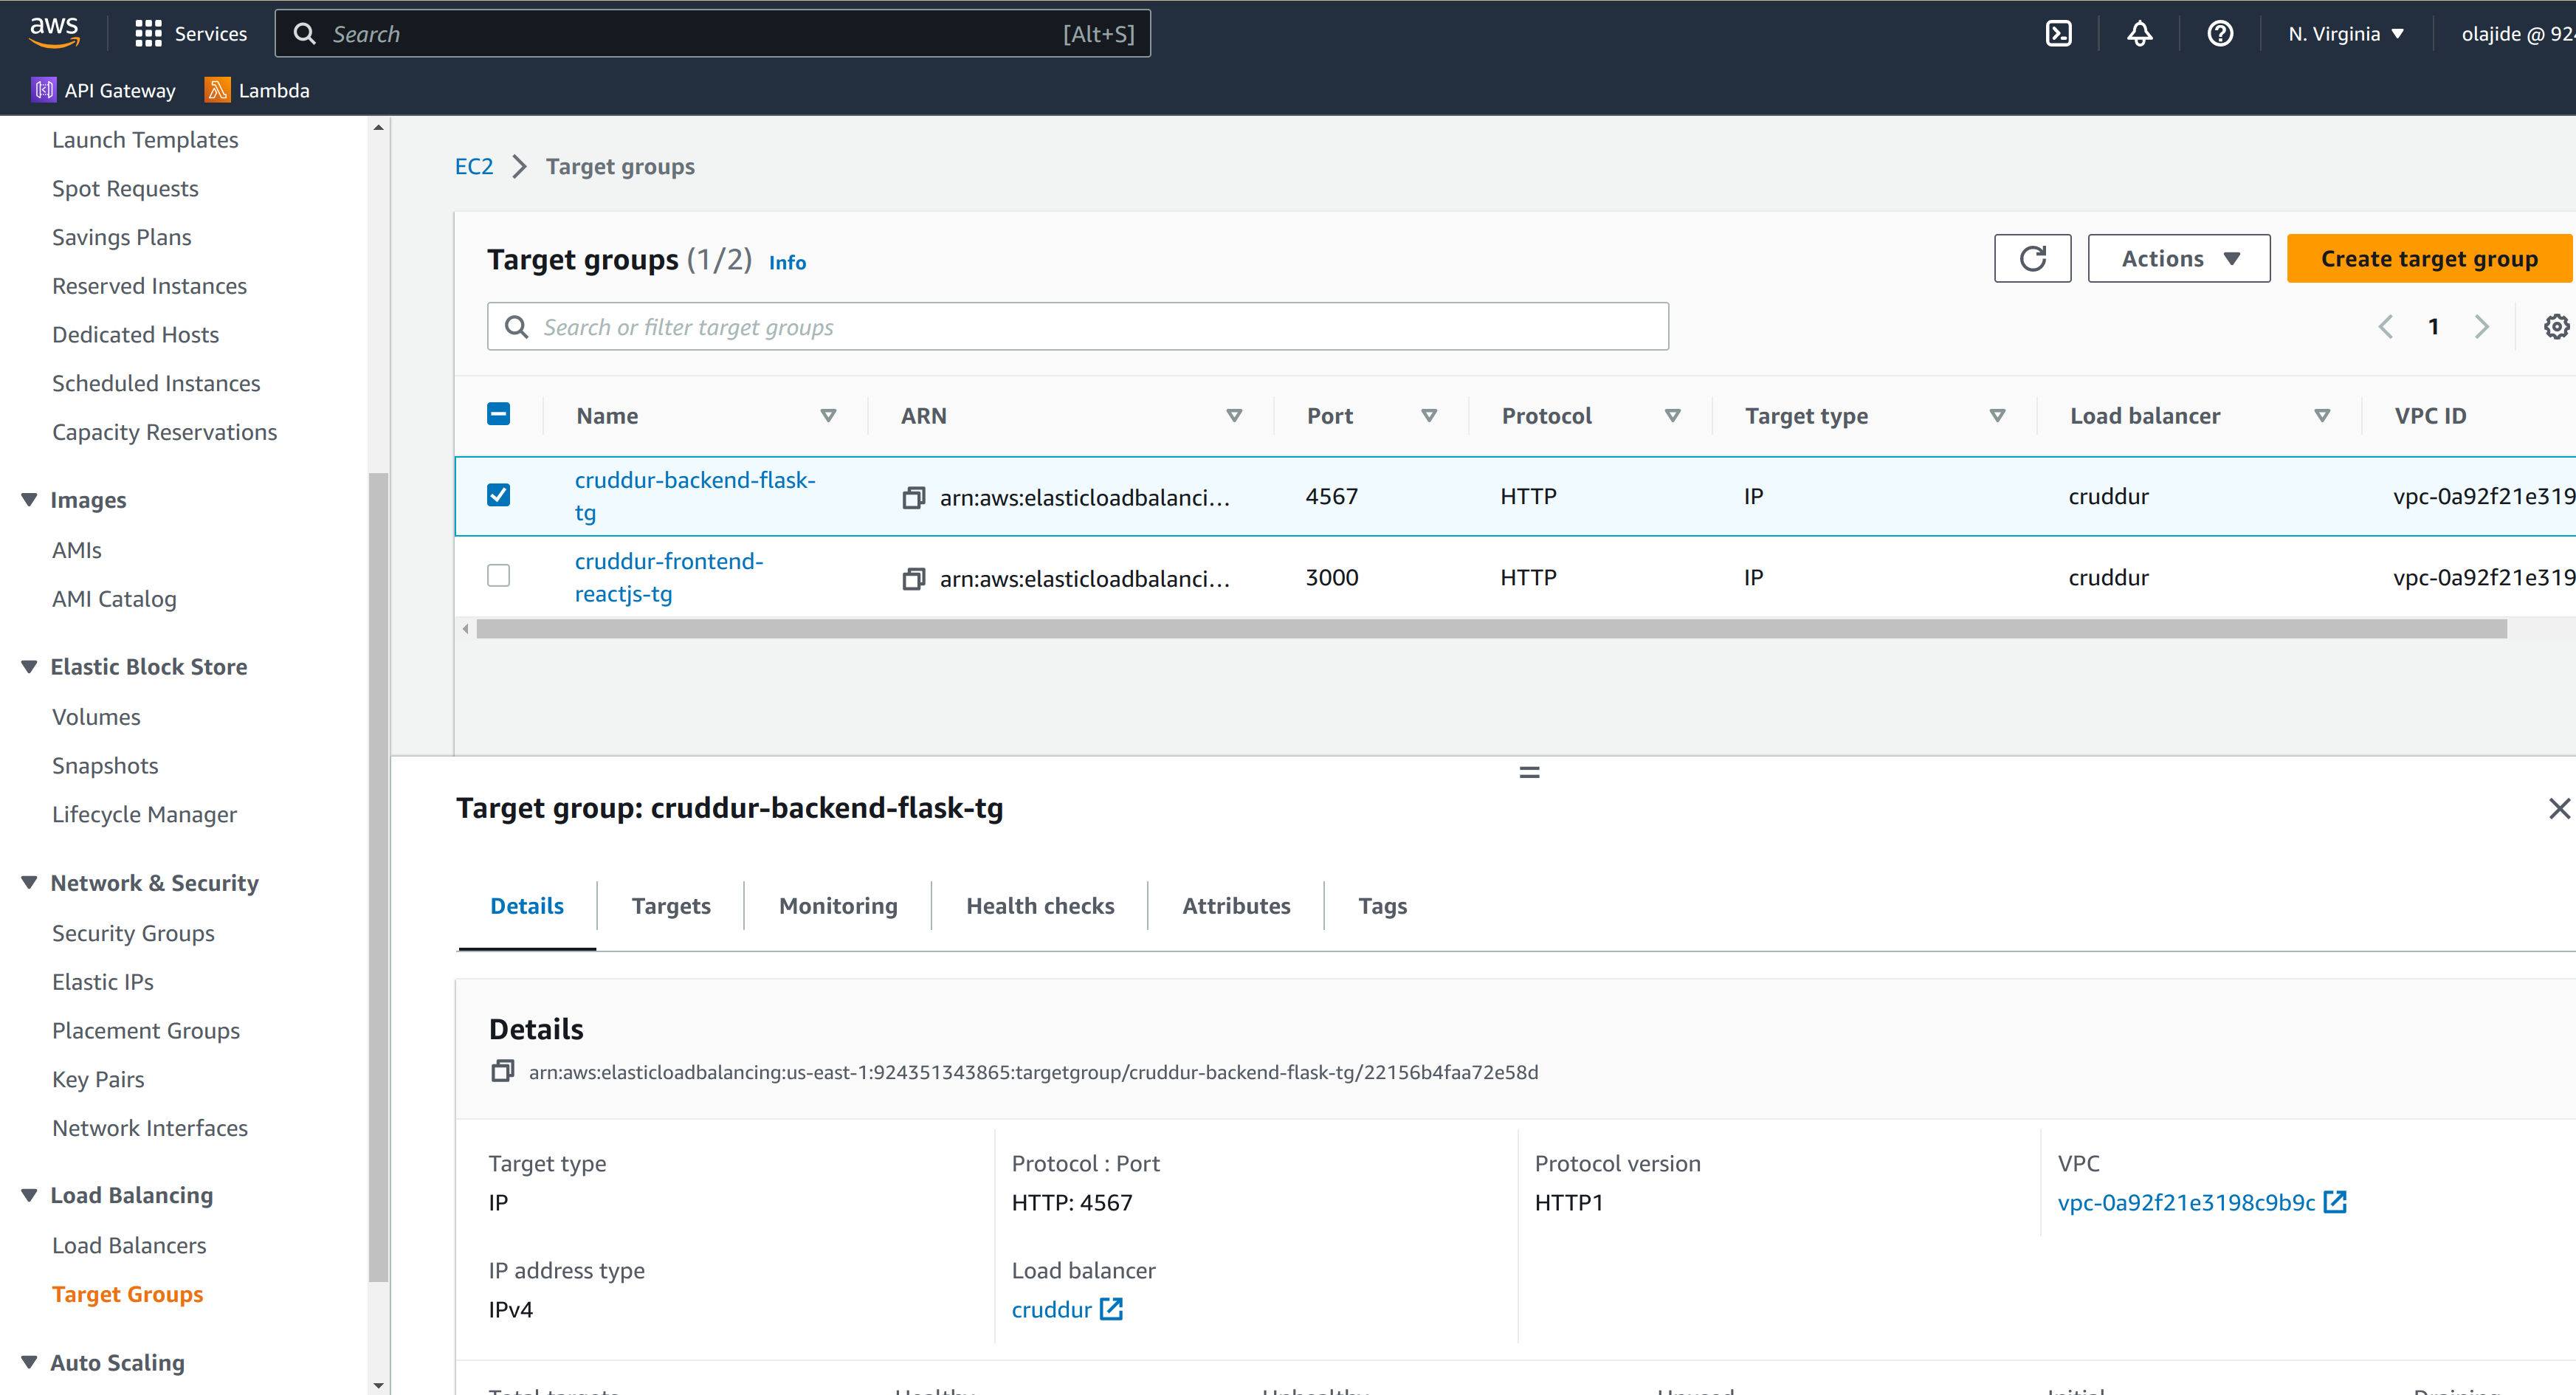 aws
Services
Search [Alt+S]
N. Virginia
olajide @ 92
API Gateway
Lambda
Launch Templates
Spot Requests
Savings Plans
Reserved Instances
Dedicated Hosts
Scheduled Instances
Capacity Reservations
Images
AMIs
AMI Catalog
Elastic Block Store
Volumes
Snapshots
Lifecycle Manager
Network & Security
Security Groups
Elastic IPs
Placement Groups
Key Pairs
Network Interfaces
Load Balancing
Load Balancers
Target Groups
Auto Scaling
EC2 Target groups
Target groups (1/2) Info
Actions
Create target group
Search or filter target groups
1
Name ARN Port Protocol Target type Load balancer VPC ID
cruddur-backend-flask-
tg
arn:aws:elasticloadbalanci… 4567 HTTP IP cruddur vpc-0a92f21e319
cruddur-frontend-
reactjs-tg
arn:aws:elasticloadbalanci… 3000 HTTP IP cruddur vpc-0a92f21e319
Target group: cruddur-backend-flask-tg
Details Targets Monitoring Health checks Attributes Tags
Details
arn:aws:elasticloadbalancing:us-east-1:924351343865:targetgroup/cruddur-backend-flask-tg/22156b4faa72e58d
Target type
IP
Protocol : Port
HTTP: 4567
Protocol version
HTTP1
VPC
vpc-0a92f21e3198c9b9c
IP address type
IPv4
Load balancer
cruddur